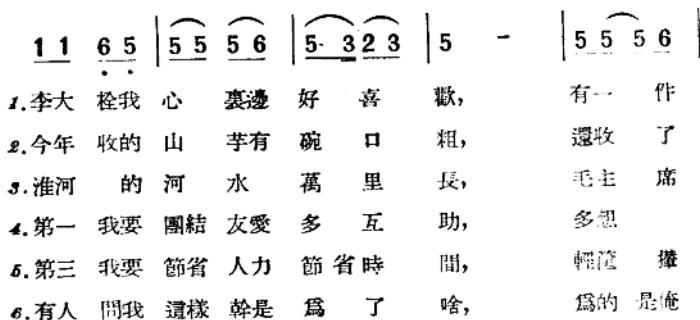 1 1 6 5 | 5 5 5 6 | 5· 3 2 3 | 5 - | 5 5 5 6
1.李大 栓我 心 裏邊 好 喜 歡, 有一 件
2.今年 收的 山 芋有 碗 口 粗, 還收 了
3.淮河 的 河 水 萬 里 長, 毛主 席
4.第一 我要 團結 友愛 多 互 助, 多想
5.第三 我要 節省 人力 節 省 時 間,
6.有人 問我 這樣 幹是 爲 了 啥, 爲的 是俺